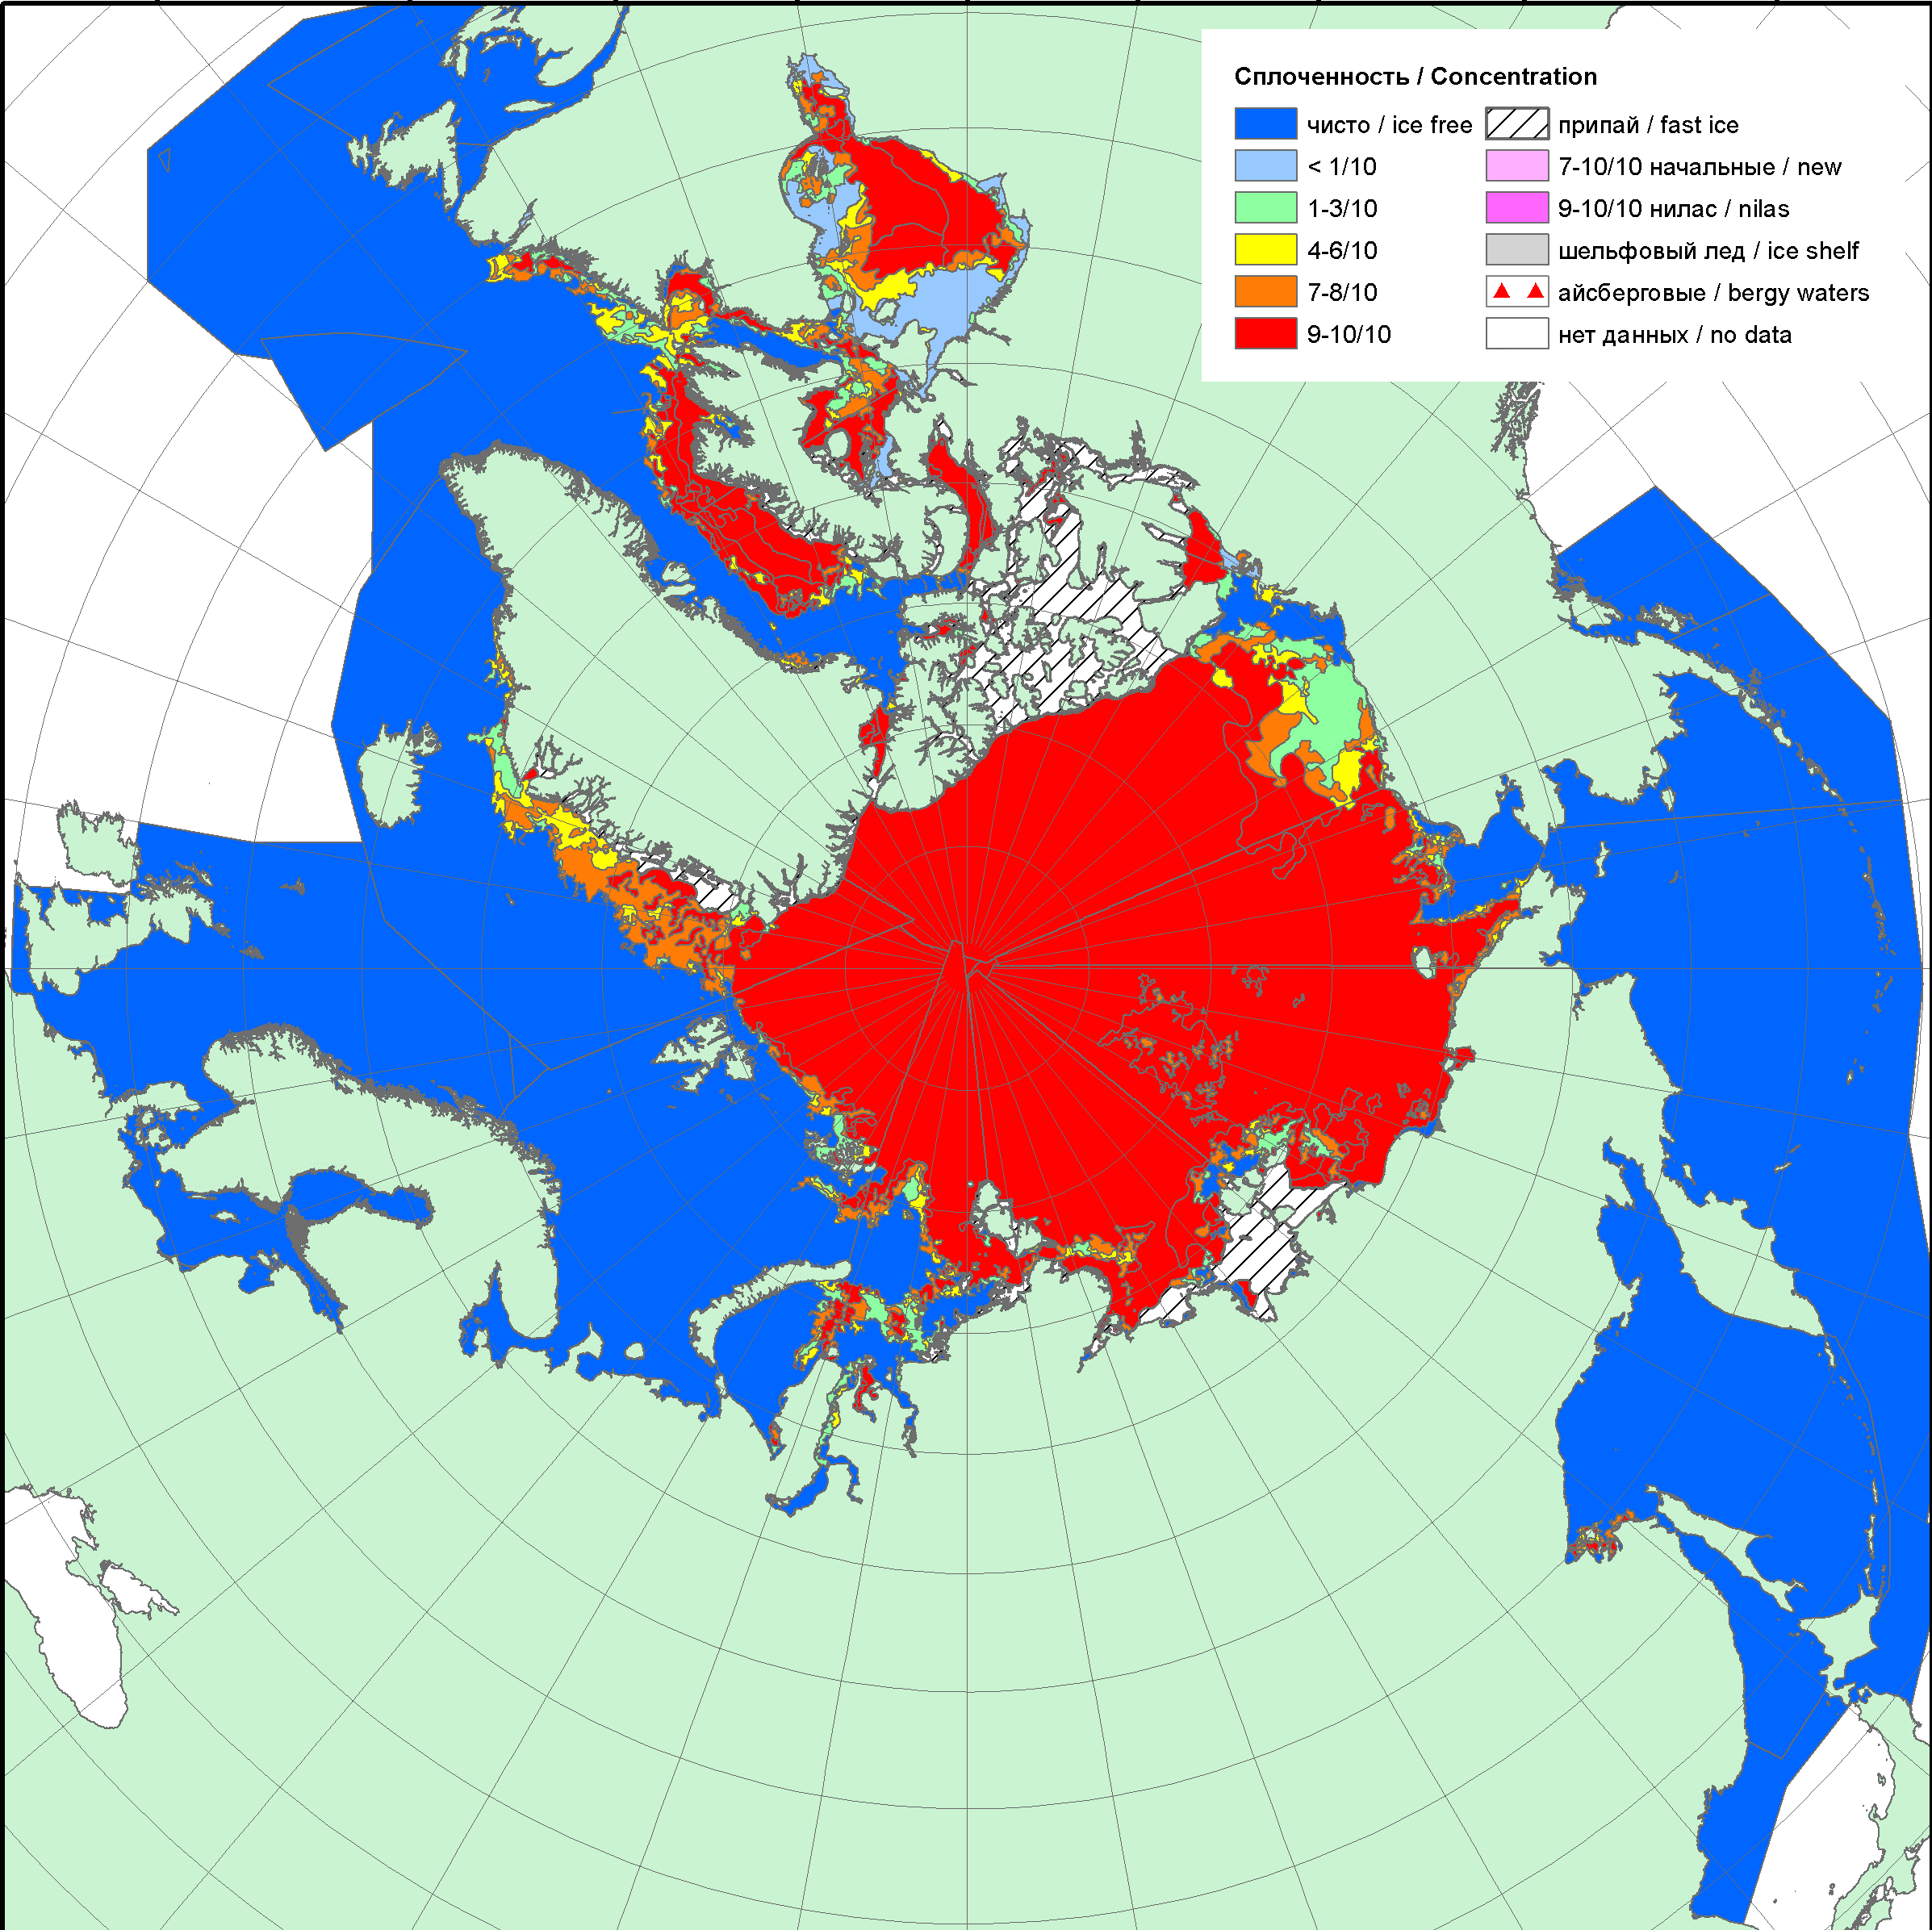 Сплоченность / Concentration
чисто / ice free
< 1/10
1-3/10
4-6/10
7-8/10
9-10/10
припай / fast ice
7-10/10 начальные / new
9-10/10 нилас / nilas
шельфовый лед / ice shelf
айсберговые / bergy waters
нет данных / no data